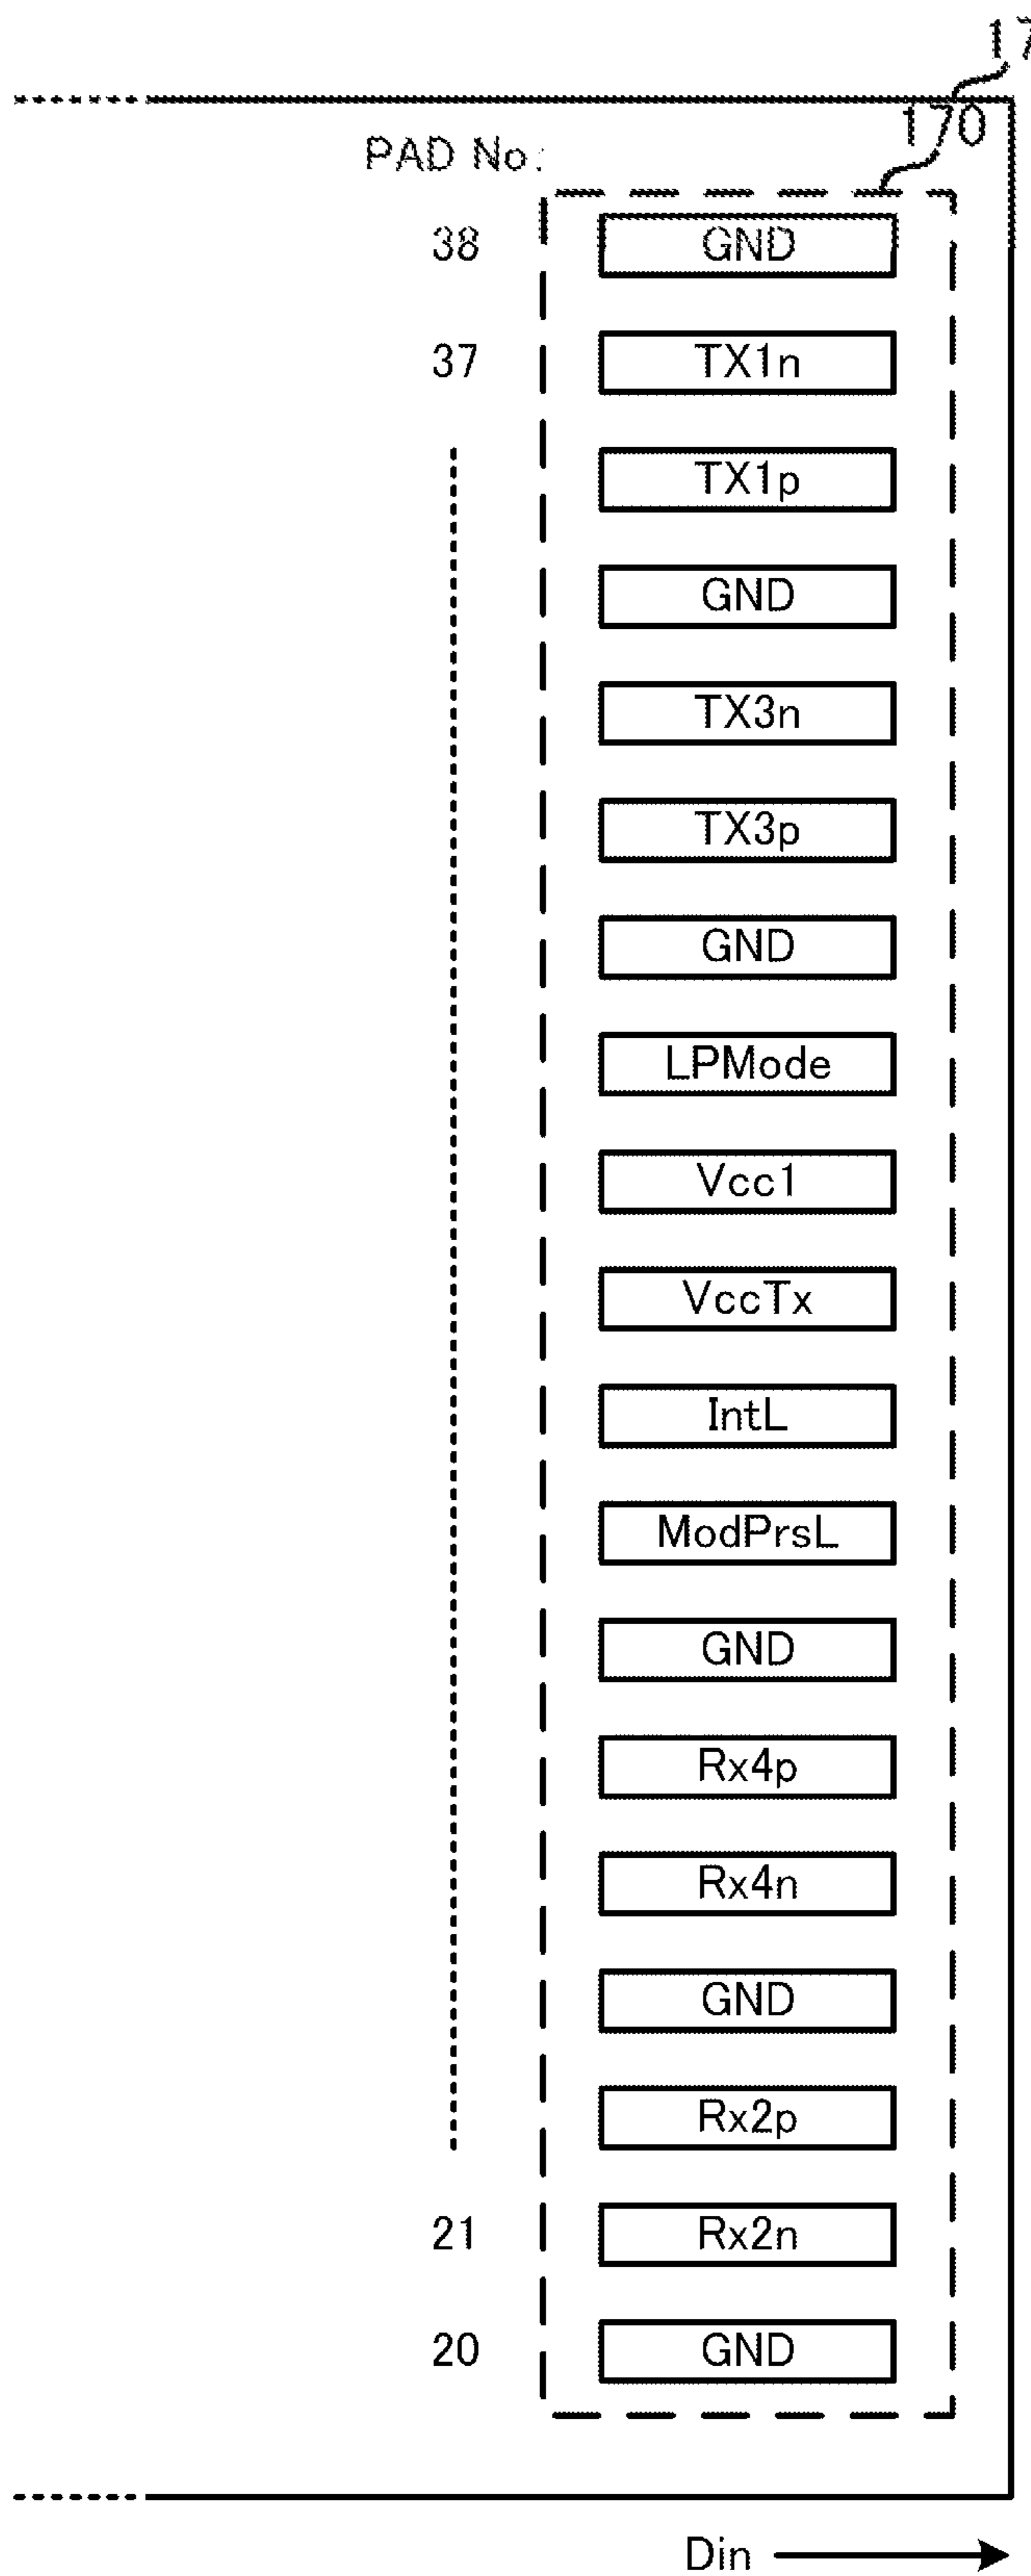 17
170
PAD No.
38 GND
37 TX1n
TX1p
GND
TX3n
TX3p
GND
LPMode
Vcc1
VccTx
IntL
ModPrsL
GND
Rx4p
Rx4n
GND
Rx2p
21 Rx2n
20 GND
Din